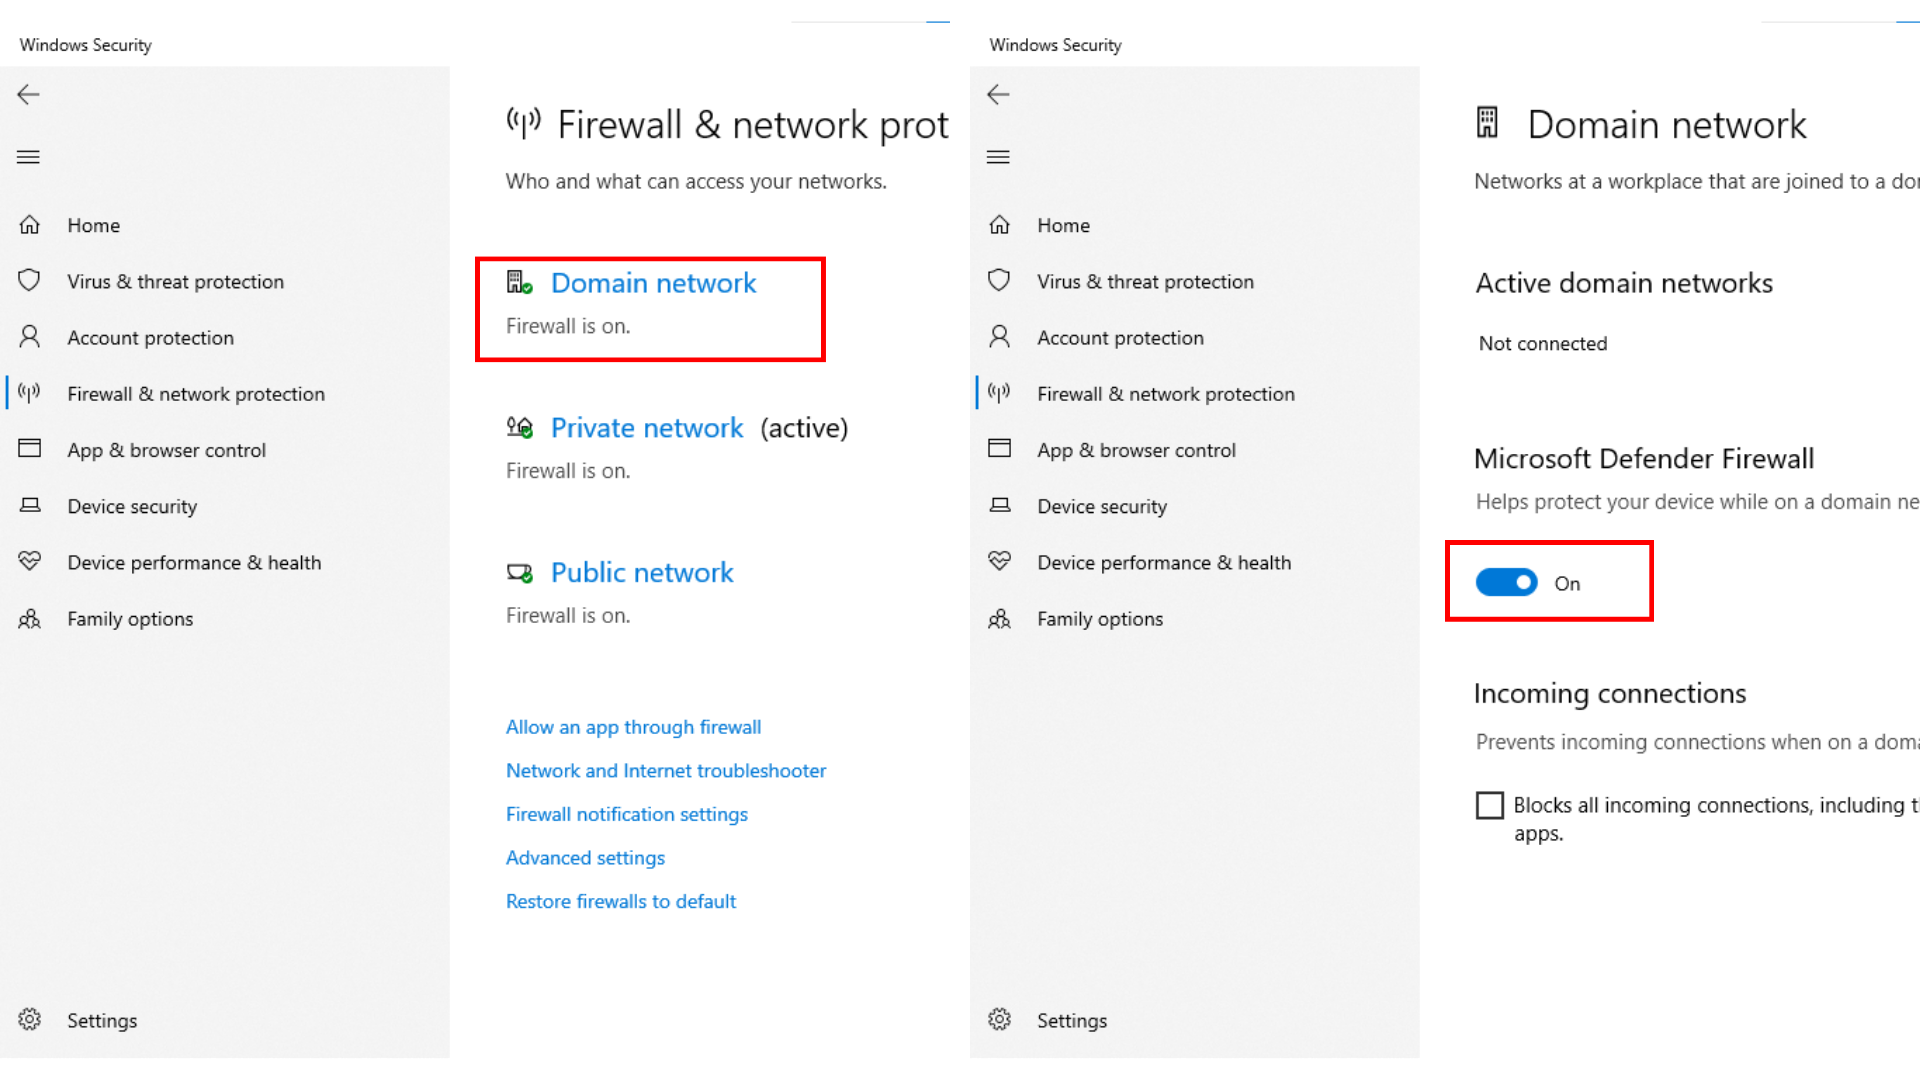 Windows Security
Home
Virus & threat protection
Account protection
Firewall & network protection
App & browser control
Device security
Device performance & health
Family options
Settings
Firewall & network prot
Who and what can access your networks.
Domain network
Firewall is on.
Private network (active)
Firewall is on.
Public network
Firewall is on.
Allow an app through firewall
Network and Internet troubleshooter
Firewall notification settings
Advanced settings
Restore firewalls to default
Windows Security
Home
Virus & threat protection
Account protection
Firewall & network protection
App & browser control
Device security
Device performance & health
Family options
Settings
Domain network
Networks at a workplace that are joined to a do
Active domain networks
Not connected
Microsoft Defender Firewall
Helps protect your device while on a domain ne
On
Incoming connections
Prevents incoming connections when on a doma
Blocks all incoming connections, including t
apps.